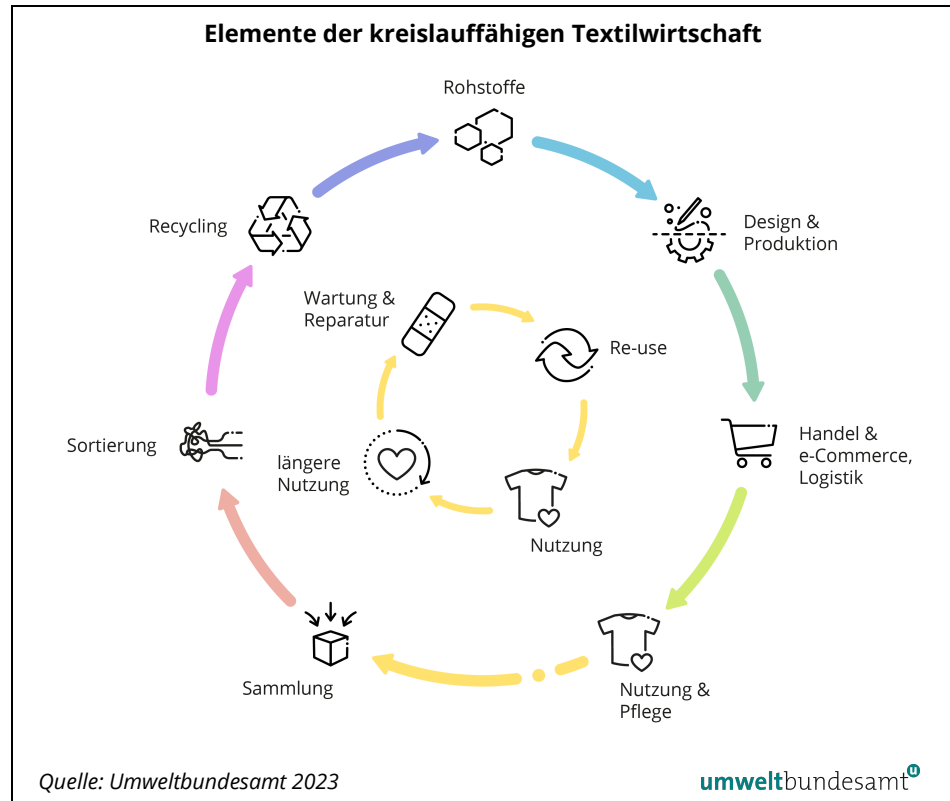 Elemente der kreislauffähigen Textilwirtschaft
Rohstoffe
Design &
Produktion
Handel &
e-Commerce,
Logistik
Nutzung &
Pflege
Sammlung
Sortierung
Recycling
Wartung &
Reparatur
Re-use
Nutzung
längere
Nutzung
Quelle: Umweltbundesamt 2023
umweltbundesamt u